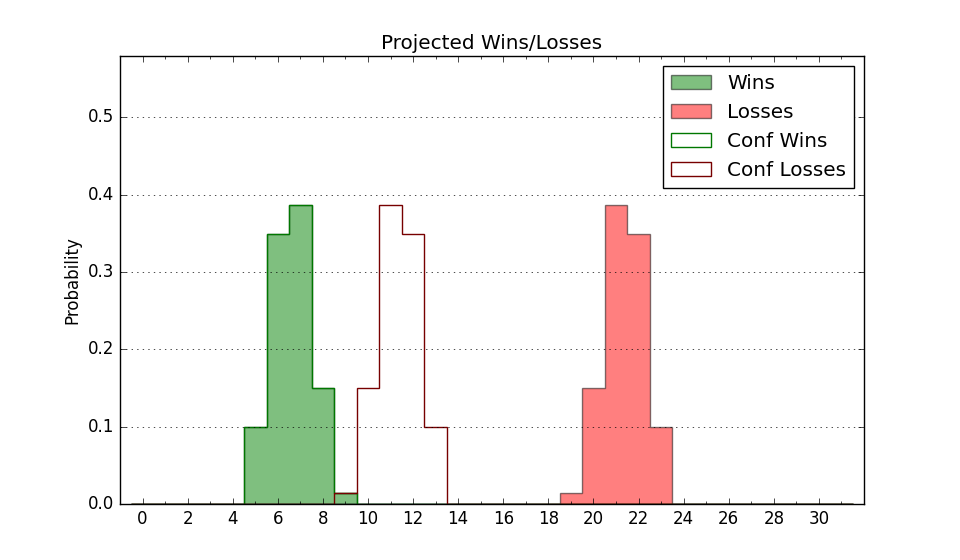 Projected Wins/Losses
Wins
Losses
Conf Wins
Conf Losses
Probability
0.5
0.4
0.3
0.2
0.1
0.0
0 2 4 6 8 10 12 14 16 18 20 22 24 26 28 30